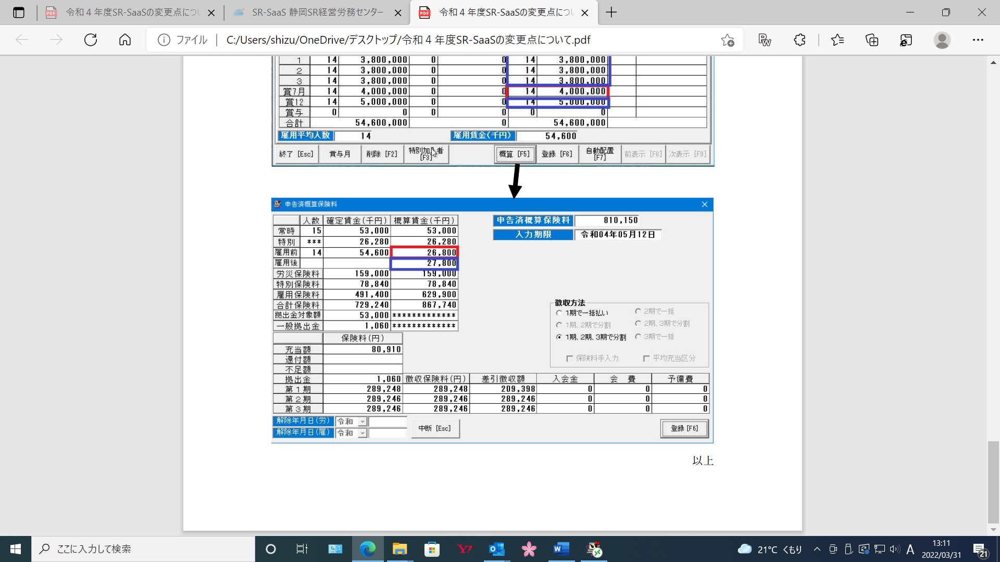 令和４年度SR-SaaSの変更点につい
SR-SaaS 静岡SR経営労務センター
令和４年度SR-SaaSの変更点につい
ファイル
C:/Users/shizu/OneDrive/デスクトップ/令和４年度SR-SaaSの変更点について.pdf
1 14 3,800,000 0 0 14 3,800,000
2 14 3,800,000 0 0 14 3,800,000
3 14 3,800,000 0 0 14 3,800,000
賞7月 14 4,000,000 0 0 14 4,000,000
賞12 14 5,000,000 0 0 14 5,000,000
賞与 0 0 0 0 0 0
合計 54,600,000 0 54,600,000
雇用平均人数 14 雇用賃金(千円) 54,600
終了 [Esc] 賞与月 削除 [F2] 特別加入者 [F3] 概算 [F5] 登録 [F6] 自動配置 [F7] 前表示 [F8] 次表示 [F9]
申告済概算保険料
人数 確定賃金(千円) 概算賃金(千円) 申告済概算保険料 810,150
常時 15 53,000 53,000 入力期限 令和04年05月12日
特別 *** 26,280 26,280
雇用前 14 54,600 26,800
雇用後 27,800
労災保険料 159,000 159,000
特別保険料 78,840 78,840
雇用保険料 491,400 629,900
合計保険料 729,240 867,740
拠出金対象額 53,000 *************
一般拠出金 1,060 *************
徴収方法
1期で一括払い 2期で一括
1期、2期で分割 2期、3期で分割
1期、2期、3期で分割 3期で一括
保険料手入力 平均充当区分
保険料(円)
充当額 80,910
還付額
不足額
拠出金 1,060 徴収保険料(円) 差引徴収額 入会金 会 費 予備費
第１期 289,248 289,248 209,398 0 0 0
第２期 289,246 289,246 289,246 0 0 0
第３期 289,246 289,246 289,246 0 0 0
解除年月日(労) 令和
解除年月日(雇) 令和
中断 [Esc]
登録 [F6]
以上
ここに入力して検索
21°C くもり
A
13:11
2022/03/31
21